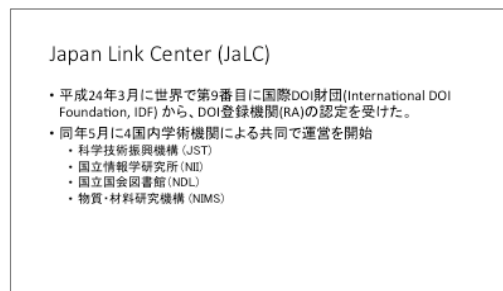 Japan Link Center (JaLC)
• 平成24年3月に世界で第9番目に国際DOI財団(International DOI
Foundation, IDF) から、DOI登録機関(RA)の認定を受けた。
• 同年5月に4国内学術機関による共同で運営を開始
• 科学技術振興機構 (JST)
• 国立情報学研究所(NII)
• 国立国会図書館(NDL)
• 物質・材料研究機構 (NIMS)